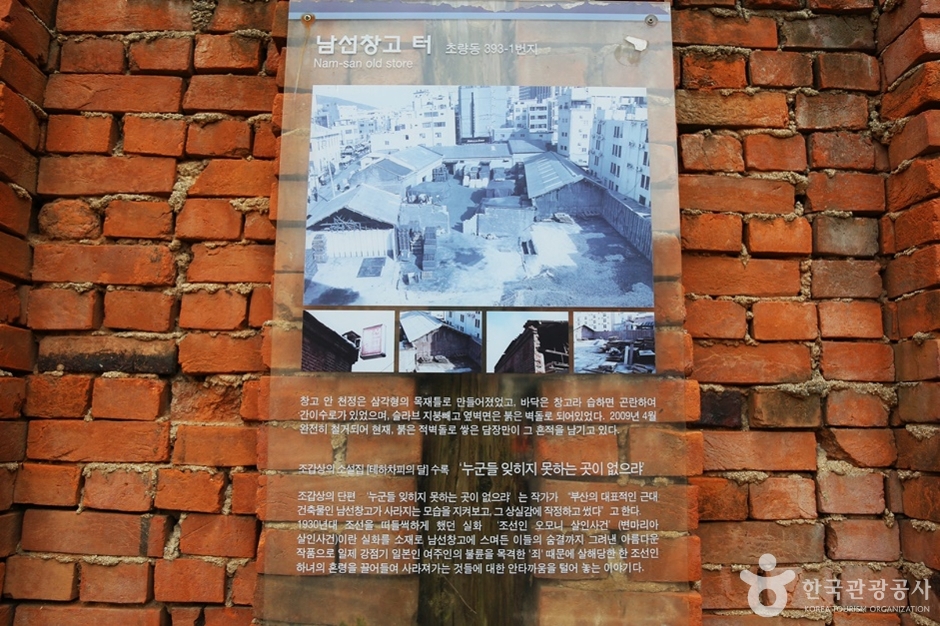 남선창고 터 초량동 393-1번지
Nam-san old store
창고 안 천정은 삼각형의 목재틀로 만들어졌었고, 바닥은 창고라 습하면 곤란하여
간이수로가 있었으며, 슬라브 지붕빼고 옆벽면은 붉은 벽돌로 되어있었다. 2009년 4월
완전히 철거되어 현재, 붉은 적벽돌로 쌓은 담장만이 그 흔적을 남기고 있다.
조갑상의 소설집 [테하차피의 달] 수록 '누군들 잊히지 못하는 곳이 없으랴'
조갑상의 단편 '누군들 잊히지 못하는 곳이 없으랴' 는 작가가 '부산의 대표적인 근대
건축물인 남선창고가 사라지는 모습을 지켜보고, 그 상실감에 작정하고 썼다' 고 한다.
1930년대 조선을 떠들썩하게 했던 실화 '조선인 오모니 살인사건' (변마리아
살인사건)이란 실화를 소재로 남선창고에 스며든 이들의 숨결까지 그려낸 아름다운
작품으로 일제 강점기 일본인 여주인의 불륜을 목격한 '죄' 때문에 살해당한 한 조선인
하녀의 혼령을 끌어들여 사라져가는 것들에 대한 안타까움을 털어 놓는 이야기다.
한국관광공사
KOREA TOURISM ORGANIZATION